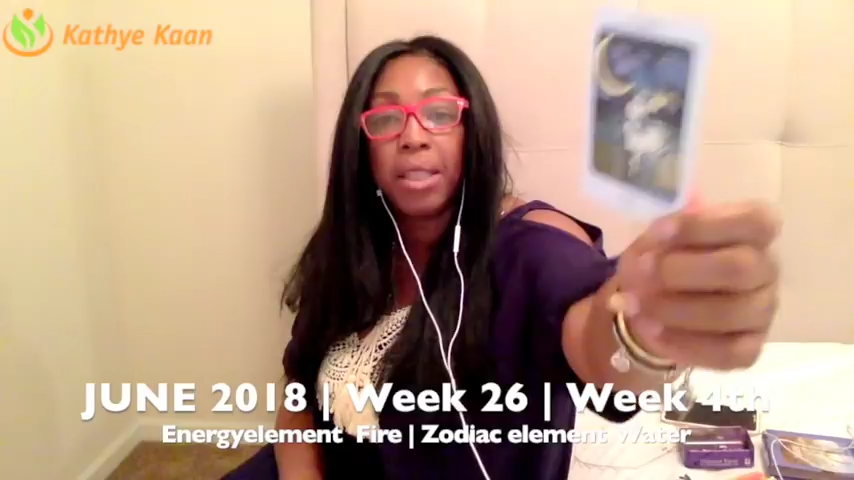 Kathye Kaan
JUNE 2018 | Week 26 | Week 4th
Energyelement Fire | Zodiac element Water